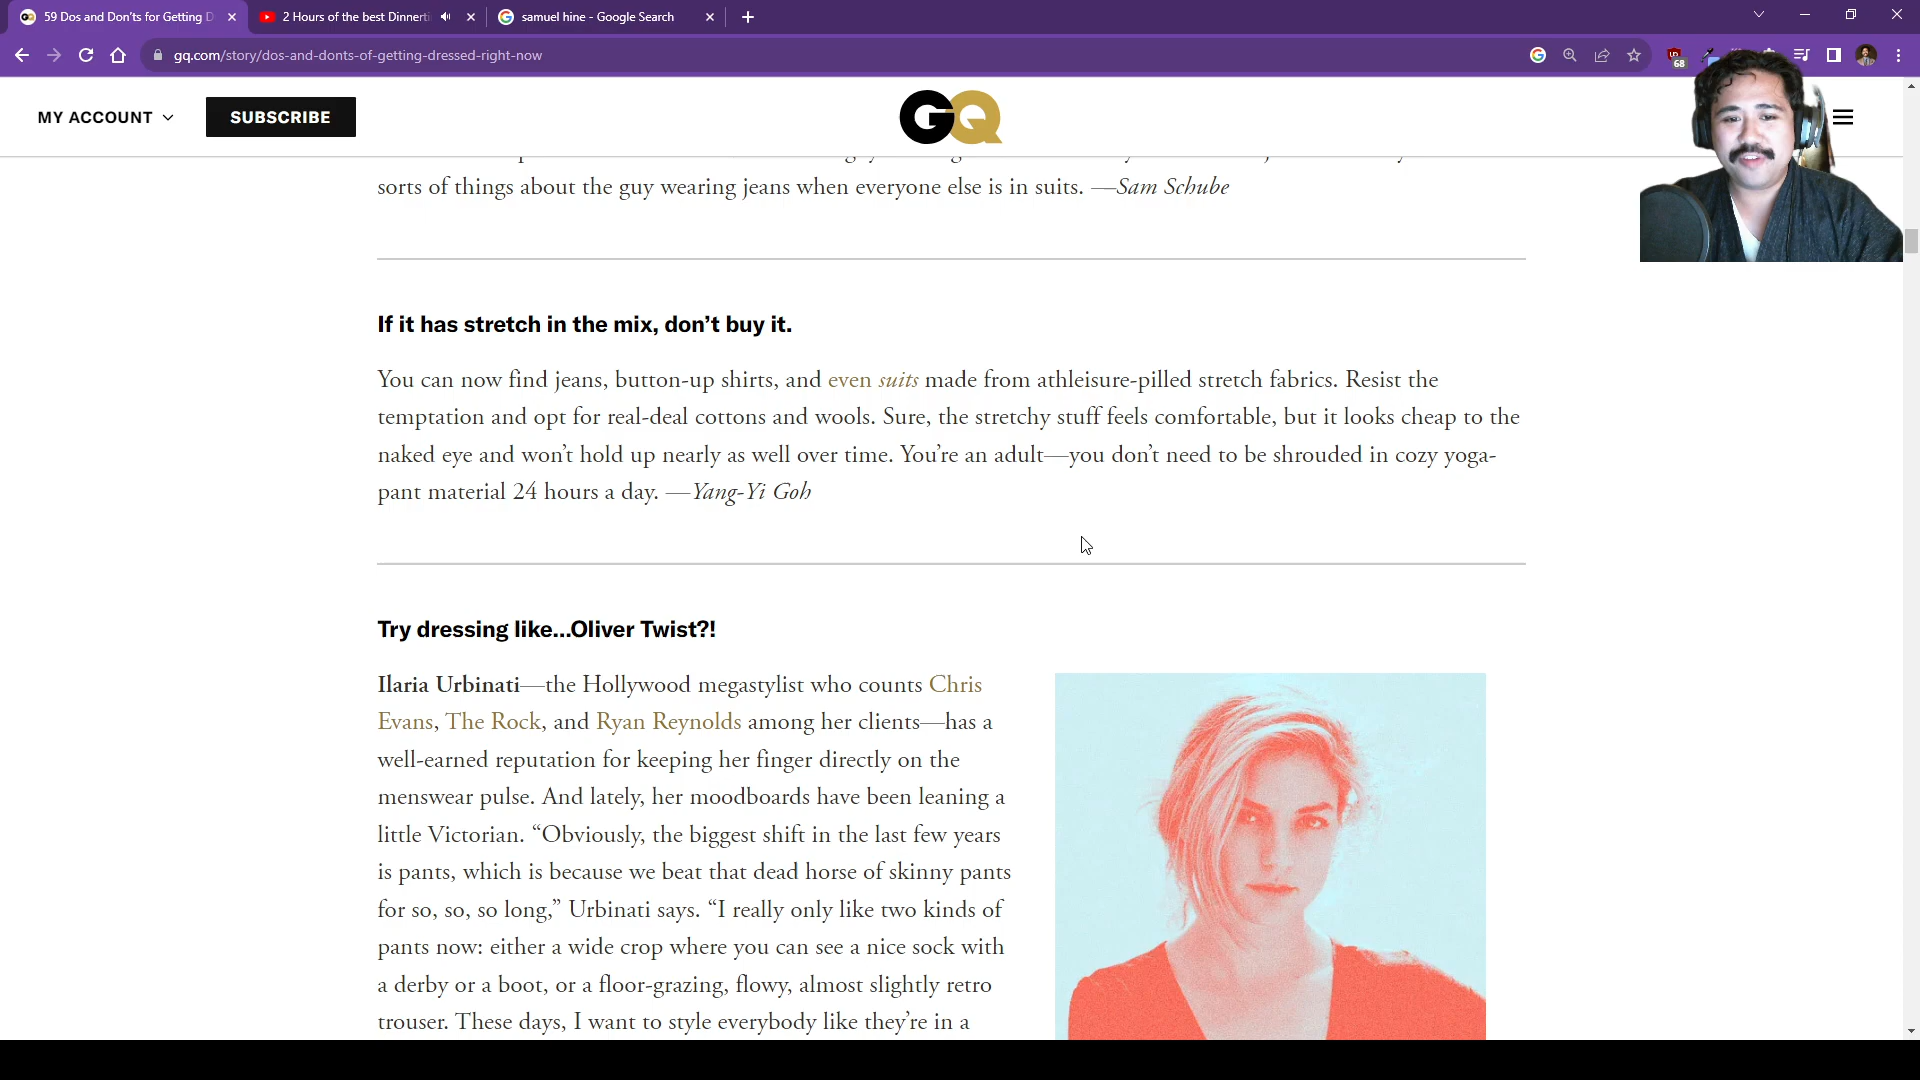 59 Dos and Don'ts for Getting D
2 Hours of the best Dinnerti
samuel hine - Google Search
gq.com/story/dos-and-donts-of-getting-dressed-right-now
68
MY ACCOUNT
SUBSCRIBE
GQ
sorts of things about the guy wearing jeans when everyone else is in suits. —Sam Schube
If it has stretch in the mix, don’t buy it.
You can now find jeans, button-up shirts, and even suits made from athleisure-pilled stretch fabrics. Resist the
temptation and opt for real-deal cottons and wools. Sure, the stretchy stuff feels comfortable, but it looks cheap to the
naked eye and won’t hold up nearly as well over time. You’re an adult—you don’t need to be shrouded in cozy yoga-
pant material 24 hours a day. —Yang-Yi Goh
Try dressing like...Oliver Twist?!
Ilaria Urbinati—the Hollywood megastylist who counts Chris
Evans, The Rock, and Ryan Reynolds among her clients—has a
well-earned reputation for keeping her finger directly on the
menswear pulse. And lately, her moodboards have been leaning a
little Victorian. “Obviously, the biggest shift in the last few years
is pants, which is because we beat that dead horse of skinny pants
for so, so, so long,” Urbinati says. “I really only like two kinds of
pants now: either a wide crop where you can see a nice sock with
a derby or a boot, or a floor-grazing, flowy, almost slightly retro
trouser. These days, I want to style everybody like they’re in a